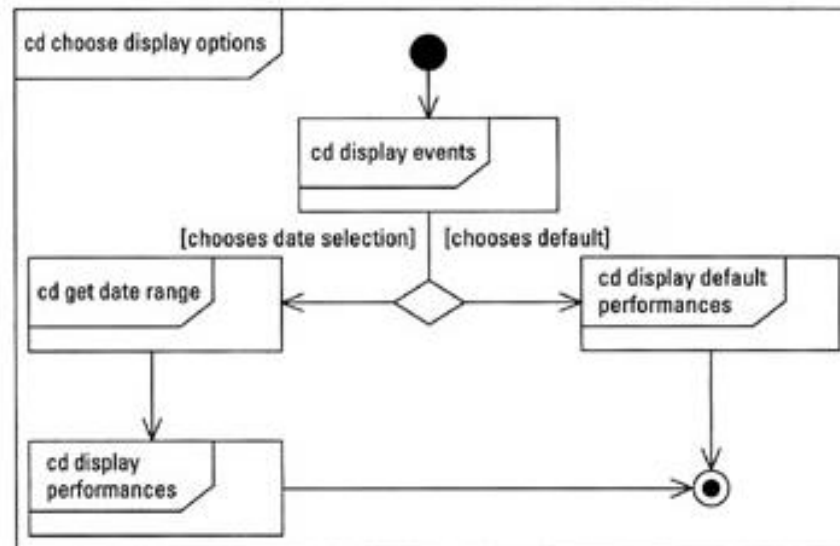 cd choose display options
cd display events
[chooses date selection]
[chooses default]
cd get date range
cd display default
performances
cd display
performances